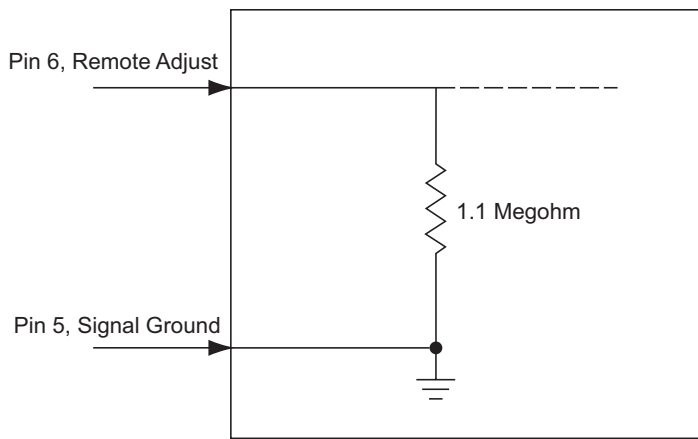 Pin 6, Remote Adjust
1.1 Megohm
Pin 5, Signal Ground